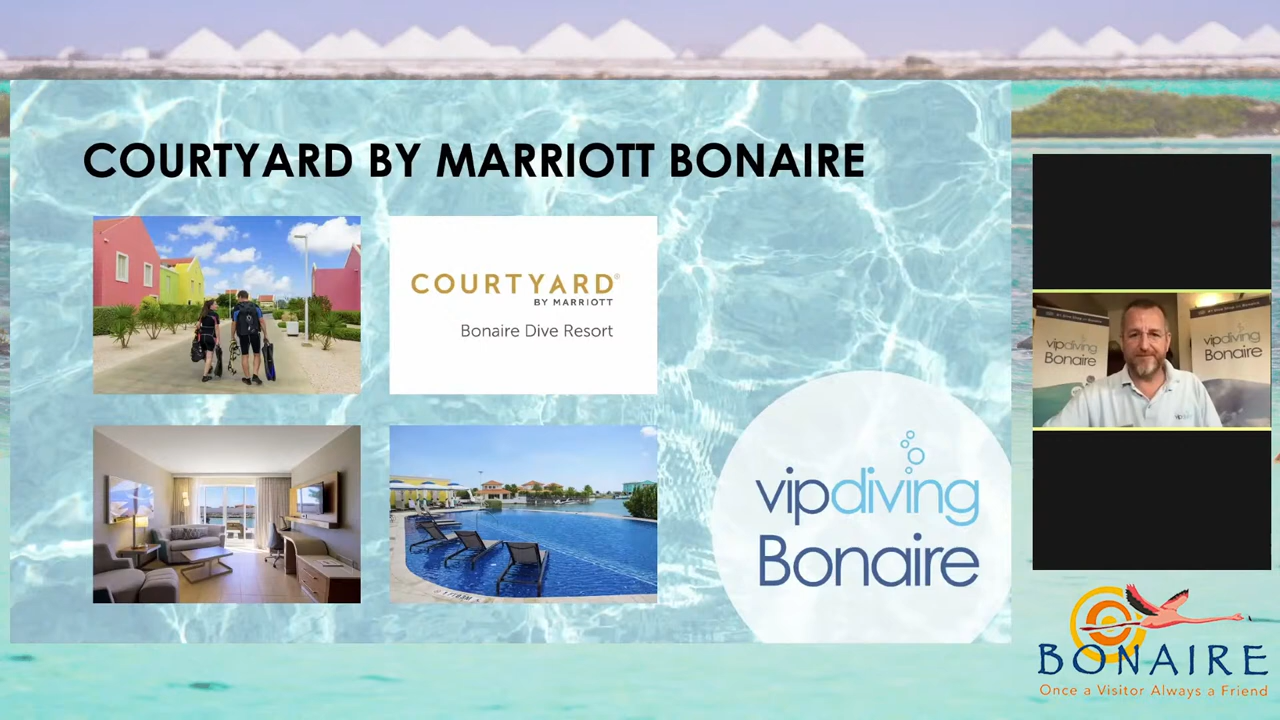 COURTYARD BY MARRIOTT BONAIRE
COURTYARD®
BY MARRIOTT
Bonaire Dive Resort
vipdiving
Bonaire
vipdiving
Bonaire
vipdiving
Bonaire
BONAIRE
Once a Visitor Always a Friend